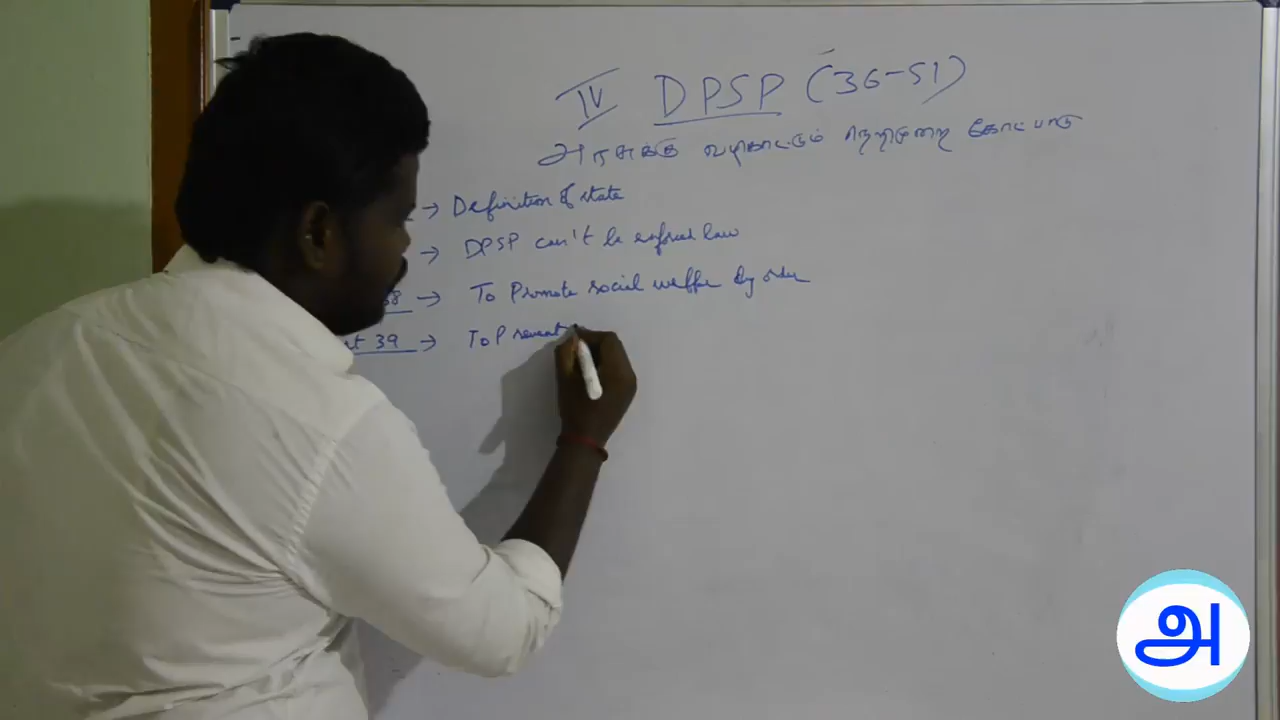 IV DPSP (36-51)
அரசுக்கு வழிகாட்டும் நெறிமுறை கோட்பாடு
→ Definition of state
→ DPSP can't be enforced law
38 → To Promote social welfare by order
t 39 → To Prevent
அ